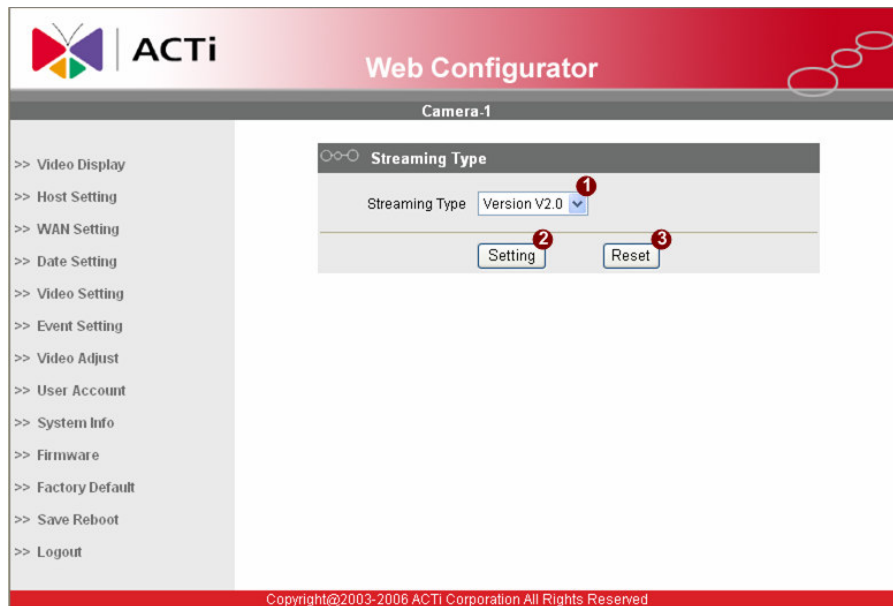 ACTi
Web Configurator
Camera-1
>> Video Display
>> Host Setting
>> WAN Setting
>> Date Setting
>> Video Setting
>> Event Setting
>> Video Adjust
>> User Account
>> System Info
>> Firmware
>> Factory Default
>> Save Reboot
>> Logout
Streaming Type
1
Streaming Type Version V2.0
2 3
Setting Reset
Copyright@2003-2006 ACTi Corporation All Rights Reserved